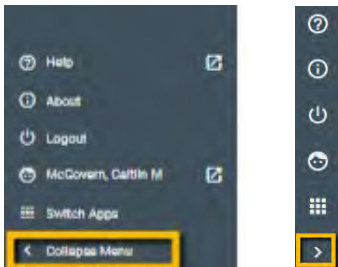 Help
About
Logout
McGovern, Caitlin M
Switch Apps
Collapse Menu